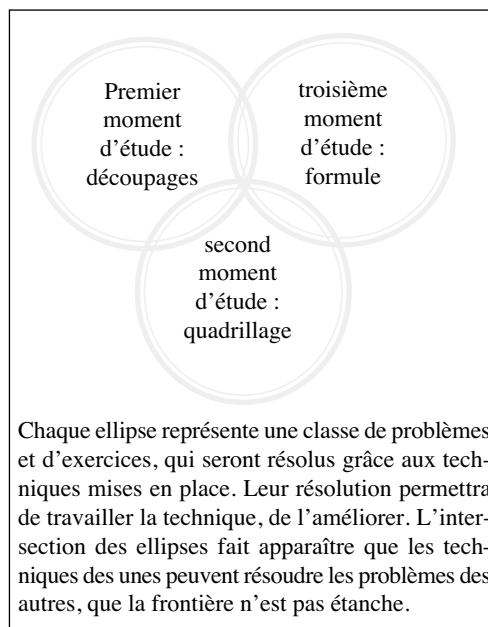 Premier
moment
d'étude :
découpages
troisième
moment
d'étude :
formule
second
moment
d'étude :
quadrillage
Chaque ellipse représente une classe de problèmes
et d'exercices, qui seront résolus grâce aux tech-
niques mises en place. Leur résolution permettra
de travailler la technique, de l'améliorer. L'inter-
section des ellipses fait apparaître que les tech-
niques des unes peuvent résoudre les problèmes des
autres, que la frontière n'est pas étanche.